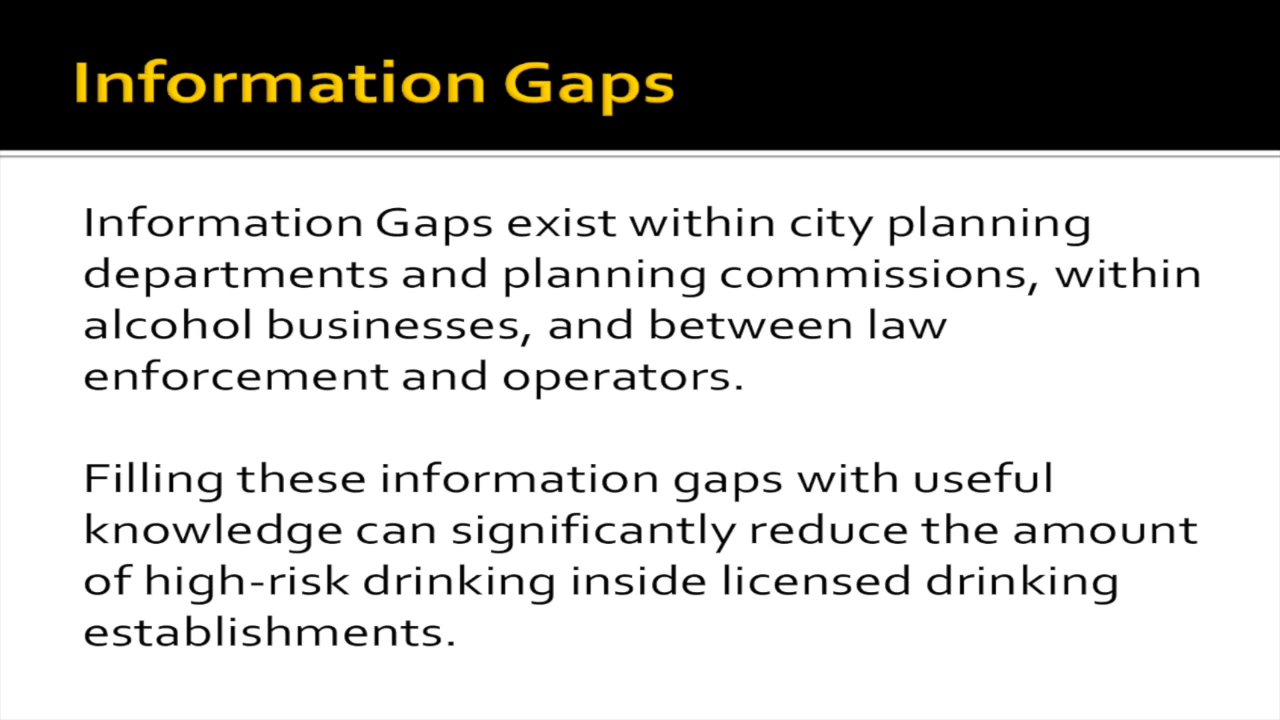 Information Gaps
Information Gaps exist within city planning
departments and planning commissions, within
alcohol businesses, and between law
enforcement and operators.
Filling these information gaps with useful
knowledge can significantly reduce the amount
of high-risk drinking inside licensed drinking
establishments.